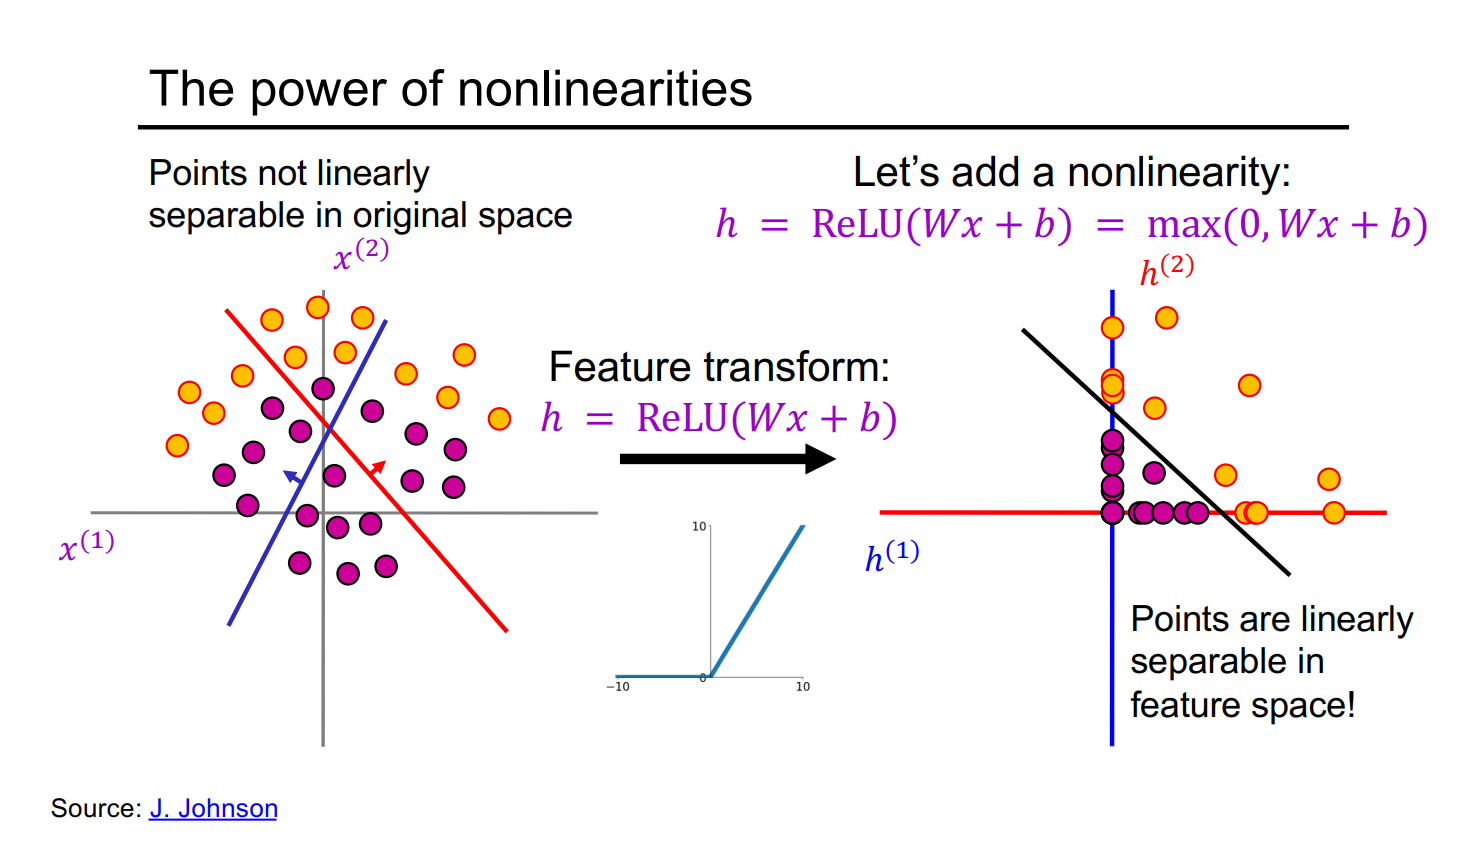 The power of nonlinearities
Points not linearly
separable in original space
x^{(2)}
x^{(1)}
Feature transform:
h = ReLU(Wx + b)
10
0
−10
10
Let’s add a nonlinearity:
h = ReLU(Wx + b) = max(0, Wx + b)
h^{(2)}
h^{(1)}
Points are linearly
separable in
feature space!
Source: J. Johnson